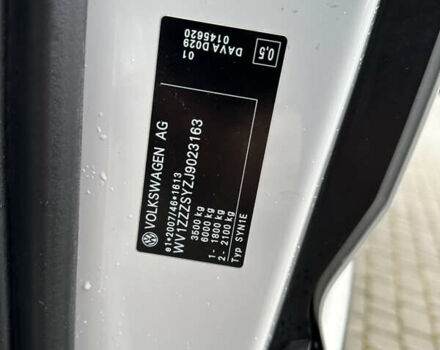 VOLKSWAGEN AG
e1*2007/46*1613
WV1ZZZSYZJ9023163
3500 kg
6000 kg
1- 1800 kg
2- 2100 kg
Typ SYN1E
01
DAVA D029
0145620
0,5